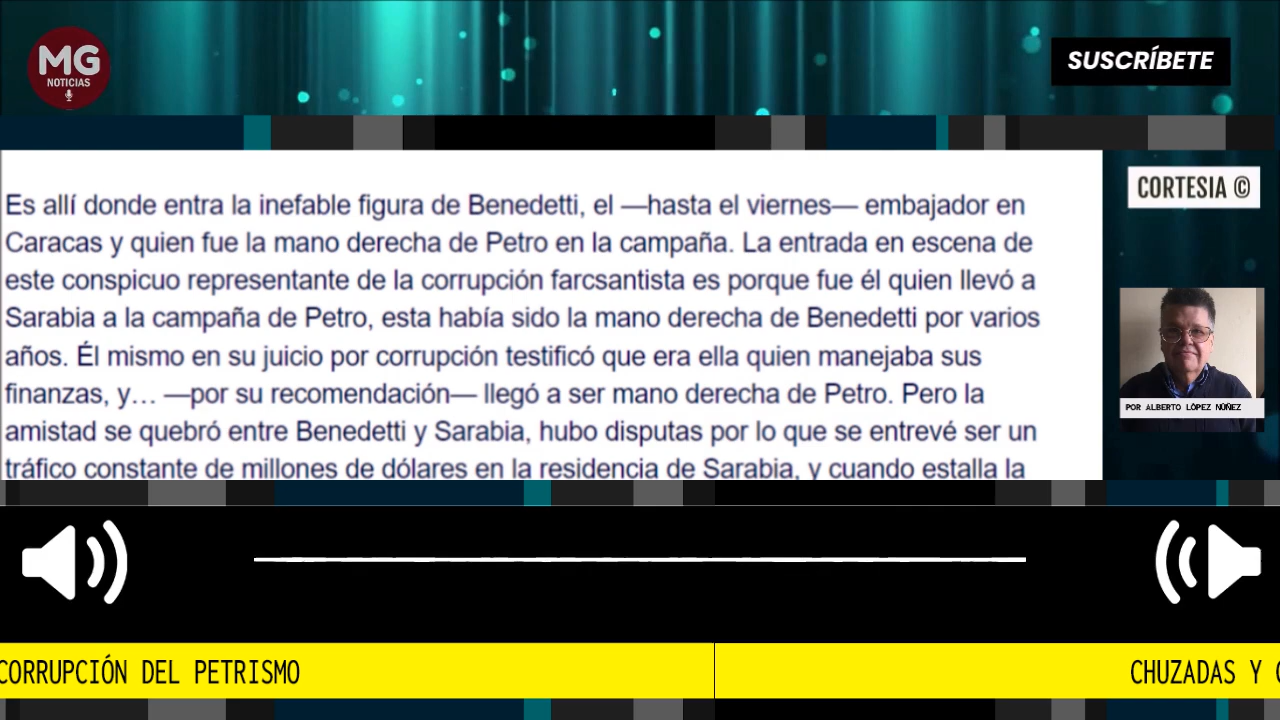 MG
NOTICIAS
SUSCRÍBETE
Es allí donde entra la inefable figura de Benedetti, el —hasta el viernes— embajador en
Caracas y quien fue la mano derecha de Petro en la campaña. La entrada en escena de
este conspicuo representante de la corrupción farcsantista es porque fue él quien llevó a
Sarabia a la campaña de Petro, esta había sido la mano derecha de Benedetti por varios
años. Él mismo en su juicio por corrupción testificó que era ella quien manejaba sus
finanzas, y… —por su recomendación— llegó a ser mano derecha de Petro. Pero la
amistad se quebró entre Benedetti y Sarabia, hubo disputas por lo que se entrevé ser un
tráfico constante de millones de dólares en la residencia de Sarabia, y cuando estalla la
CORTESIA ©
POR ALBERTO LÓPEZ NÚÑEZ
CORRUPCIÓN DEL PETRISMO
CHUZADAS Y